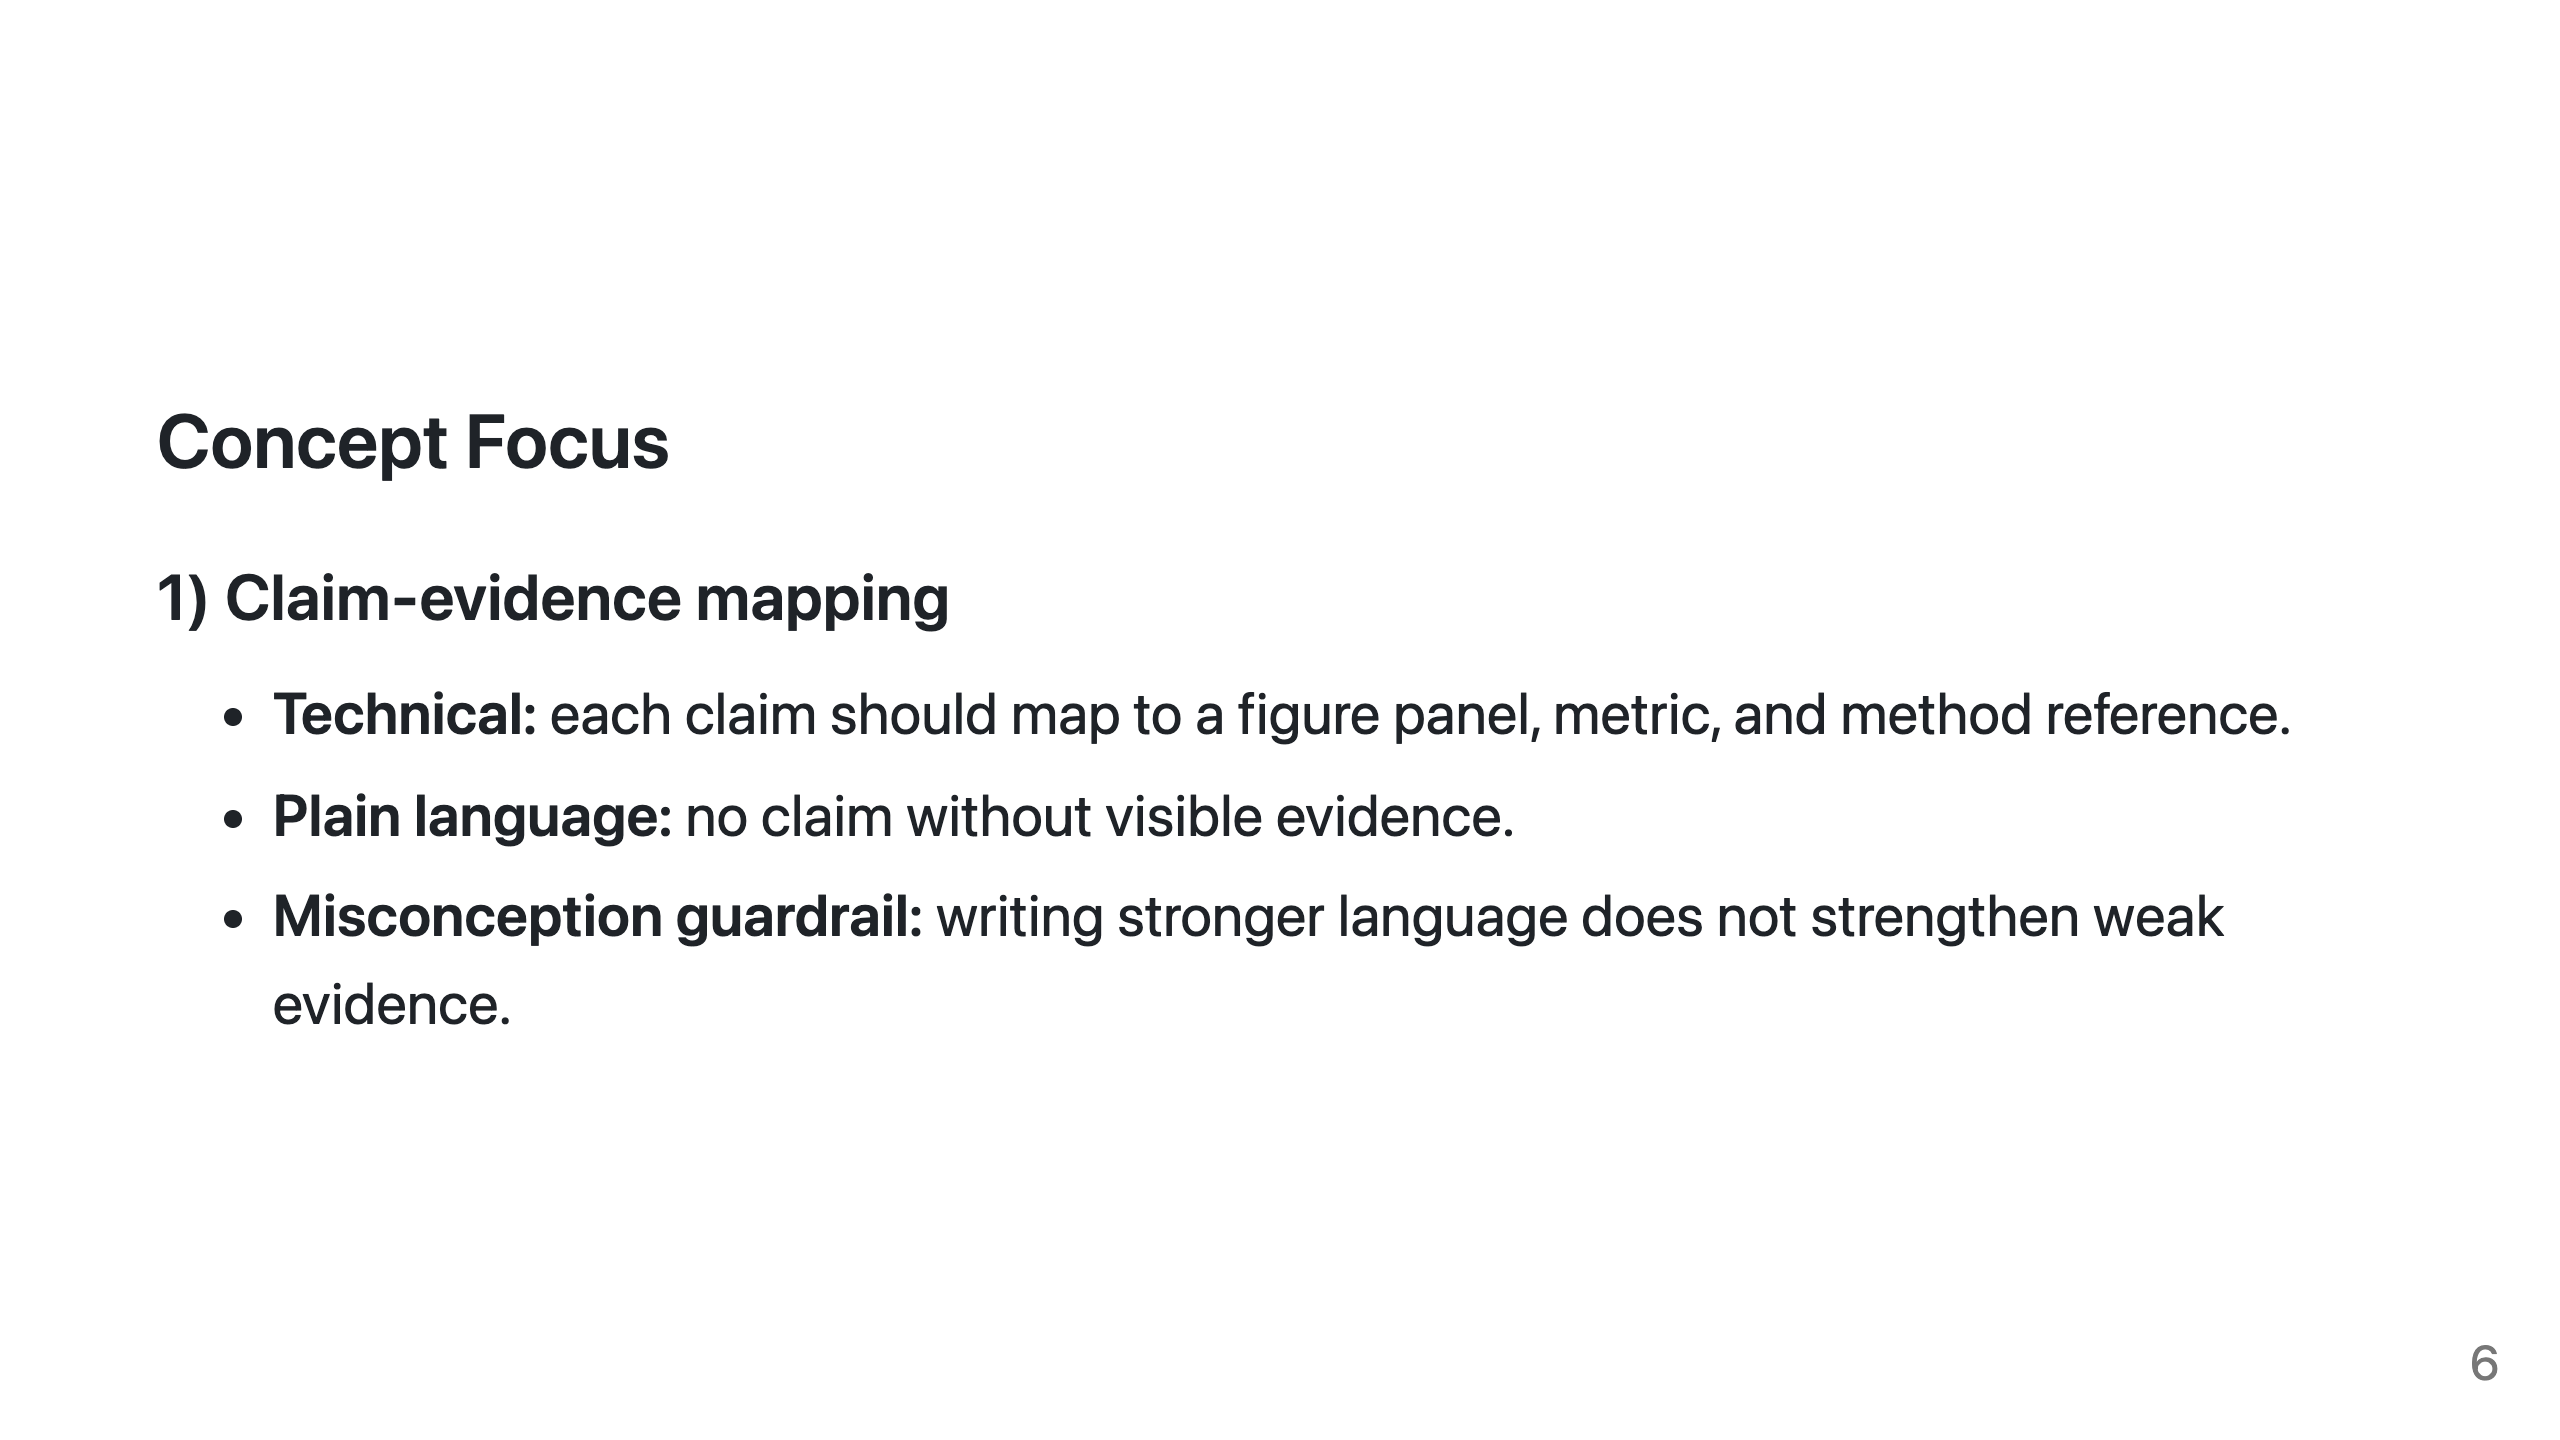 Concept Focus
1) Claim-evidence mapping
• Technical: each claim should map to a figure panel, metric, and method reference.
• Plain language: no claim without visible evidence.
• Misconception guardrail: writing stronger language does not strengthen weak
evidence.
6